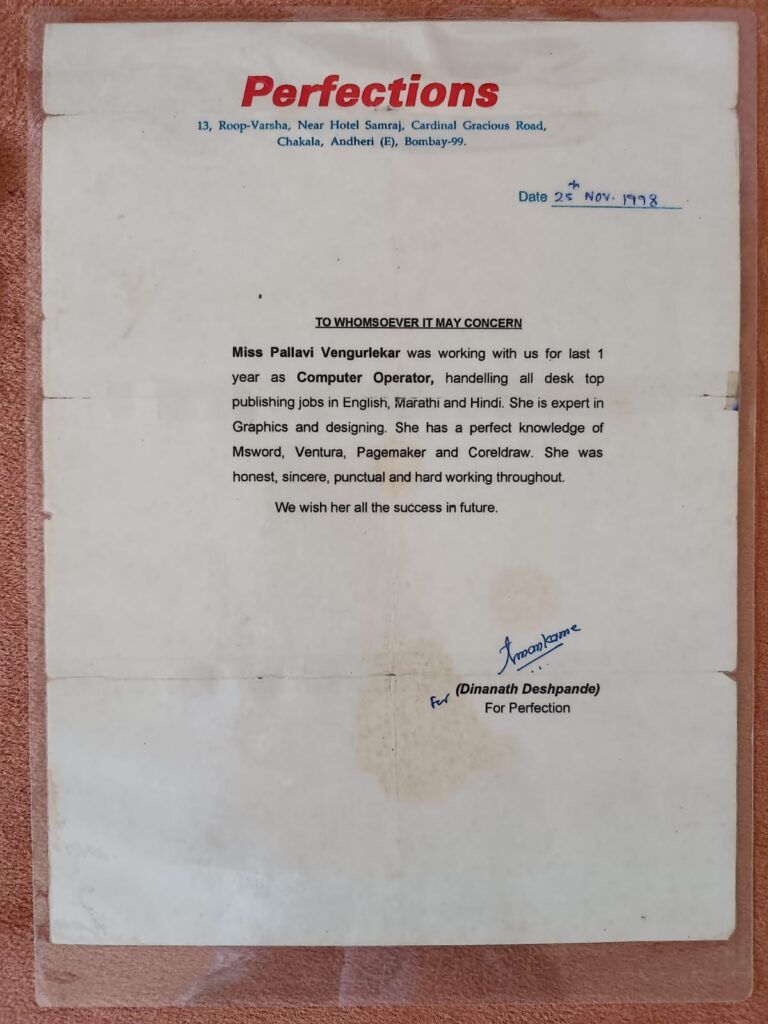 Perfections
13, Roop-Varsha, Near Hotel Samraj, Cardinal Gracious Road,
Chakala, Andheri (E), Bombay-99.
Date 25th NOV. 1998
TO WHOMSOEVER IT MAY CONCERN
Miss Pallavi Vengurlekar was working with us for last 1
year as Computer Operator, handelling all desk top
publishing jobs in English, Marathi and Hindi. She is expert in
Graphics and designing. She has a perfect knowledge of
Msword, Ventura, Pagemaker and Coreldraw. She was
honest, sincere, punctual and hard working throughout.
We wish her all the success in future.
For (Dinanath Deshpande)
For Perfection